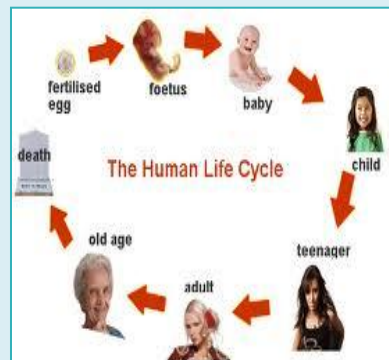 fertilised
egg
foetus
baby
child
teenager
adult
old age
death
The Human Life Cycle